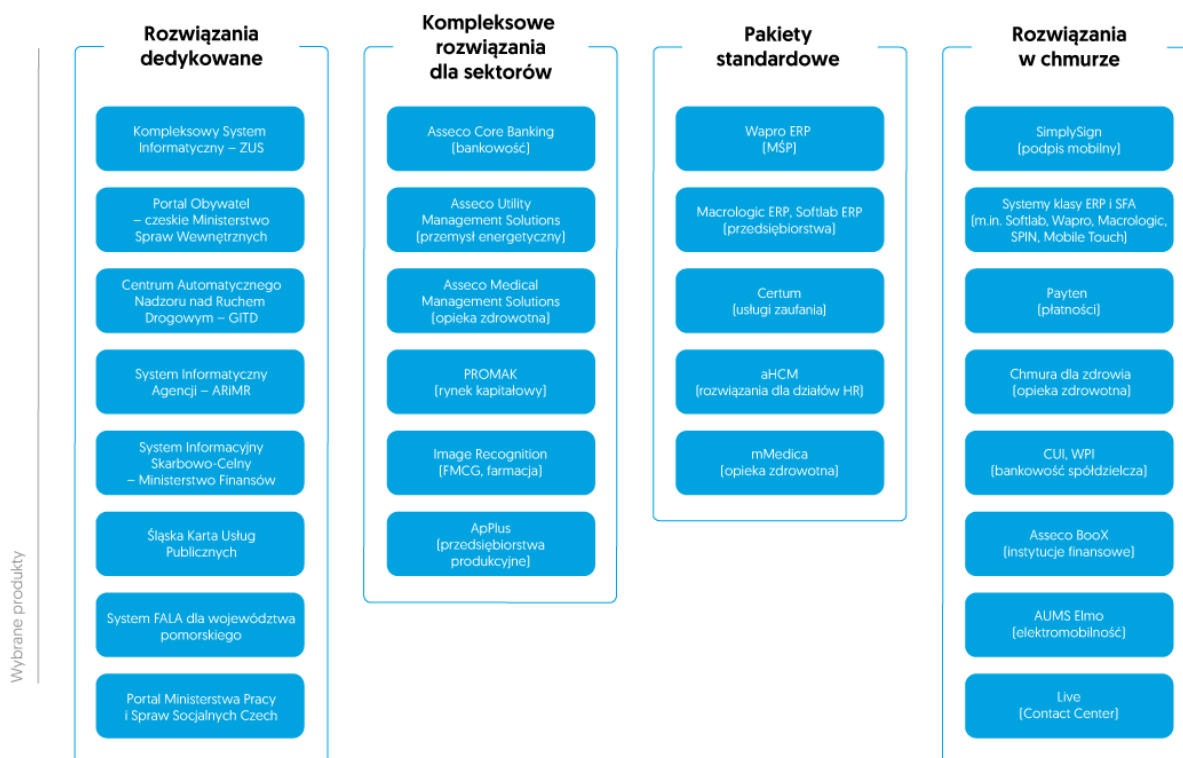 Wybrane produkty
Rozwiązania
dedykowane
Kompleksowy System
Informatyczny – ZUS
Portal Obywatel
– czeskie Ministerstwo
Spraw Wewnętrznych
Centrum Automatycznego
Nadzoru nad Ruchem
Drogowym – GITD
System Informatyczny
Agencji – ARiMR
System Informacyjny
Skarbowo-Celny
– Ministerstwo Finansów
Śląska Karta Usług
Publicznych
System FALA dla województwa
pomorskiego
Portal Ministerstwa Pracy
i Spraw Socjalnych Czech
Kompleksowe
rozwiązania
dla sektorów
Asseco Core Banking
(bankowość)
Asseco Utility
Management Solutions
(przemysł energetyczny)
Asseco Medical
Management Solutions
(opieka zdrowotna)
PROMAK
(rynek kapitałowy)
Image Recognition
(FMCG, farmacja)
ApPlus
(przedsiębiorstwa
produkcyjne)
Pakiety
standardowe
Wapro ERP
(MŚP)
Macrologic ERP, Softlab ERP
(przedsiębiorstwa)
Certum
(usługi zaufania)
aHCM
(rozwiązania dla działów HR)
mMedica
(opieka zdrowotna)
Rozwiązania
w chmurze
SimplySign
(podpis mobilny)
Systemy klasy ERP i SFA
(m.in. Softlab, Wapro, Macrologic,
SPIN, Mobile Touch)
Payten
(płatności)
Chmura dla zdrowia
(opieka zdrowotna)
CUI, WPI
(bankowość spółdzielcza)
Asseco BooX
(instytucje finansowe)
AUMS Elmo
(elektromobilność)
Live
(Contact Center)